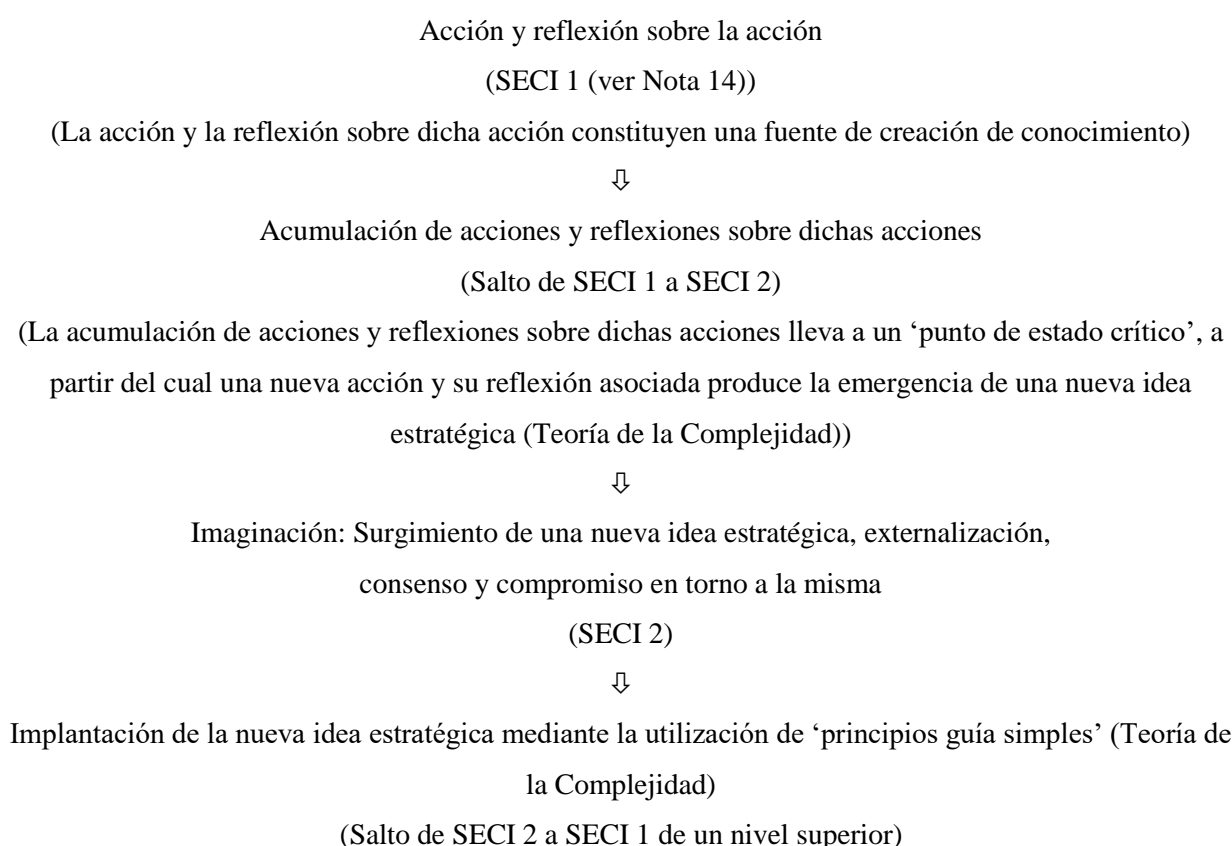 Acción y reflexión sobre la acción
(SECI 1 (ver Nota 14))
(La acción y la reflexión sobre dicha acción constituyen una fuente de creación de conocimiento)
⇩
Acumulación de acciones y reflexiones sobre dichas acciones
(Salto de SECI 1 a SECI 2)
(La acumulación de acciones y reflexiones sobre dichas acciones lleva a un ‘punto de estado crítico’, a
partir del cual una nueva acción y su reflexión asociada produce la emergencia de una nueva idea
estratégica (Teoría de la Complejidad))
⇩
Imaginación: Surgimiento de una nueva idea estratégica, externalización,
consenso y compromiso en torno a la misma
(SECI 2)
⇩
Implantación de la nueva idea estratégica mediante la utilización de ‘principios guía simples’ (Teoría de
la Complejidad)
(Salto de SECI 2 a SECI 1 de un nivel superior)